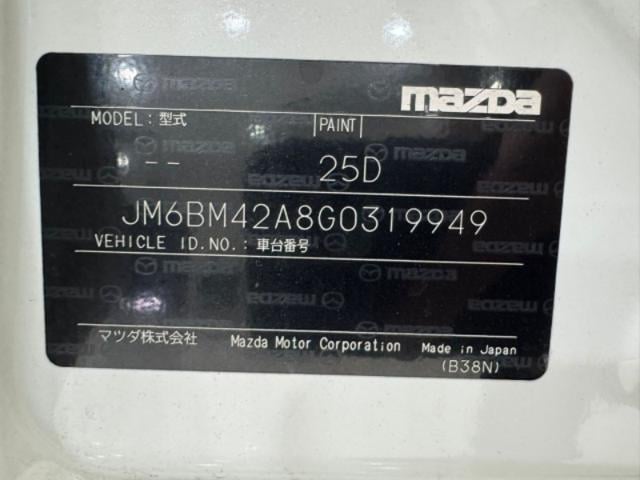 mazda
MODEL: 型式 PAINT
-- 25D
JM6BM42A8G0319949
VEHICLE ID.NO.: 車台番号
マツダ株式会社 Mazda Motor Corporation Made in Japan
(B38N)